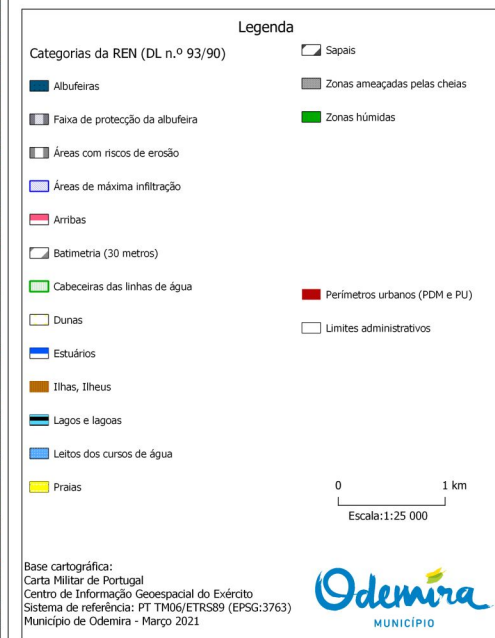 Legenda
Categorias da REN (DL n.º 93/90)
Albufeiras
Faixa de protecção da albufeira
Áreas com riscos de erosão
Áreas de máxima infiltração
Arribas
Batimetria (30 metros)
Cabeceiras das linhas de água
Dunas
Estuários
Ilhas, Ilheus
Lagos e lagoas
Leitos dos cursos de água
Praias
Sapais
Zonas ameaçadas pelas cheias
Zonas húmidas
Perímetros urbanos (PDM e PU)
Limites administrativos
0 1 km
Escala:1:25 000
Base cartográfica:
Carta Militar de Portugal
Centro de Informação Geoespacial do Exército
Sistema de referência: PT TM06/ETRS89 (EPSG:3763)
Município de Odemira - Março 2021
Odemira
MUNICÍPIO